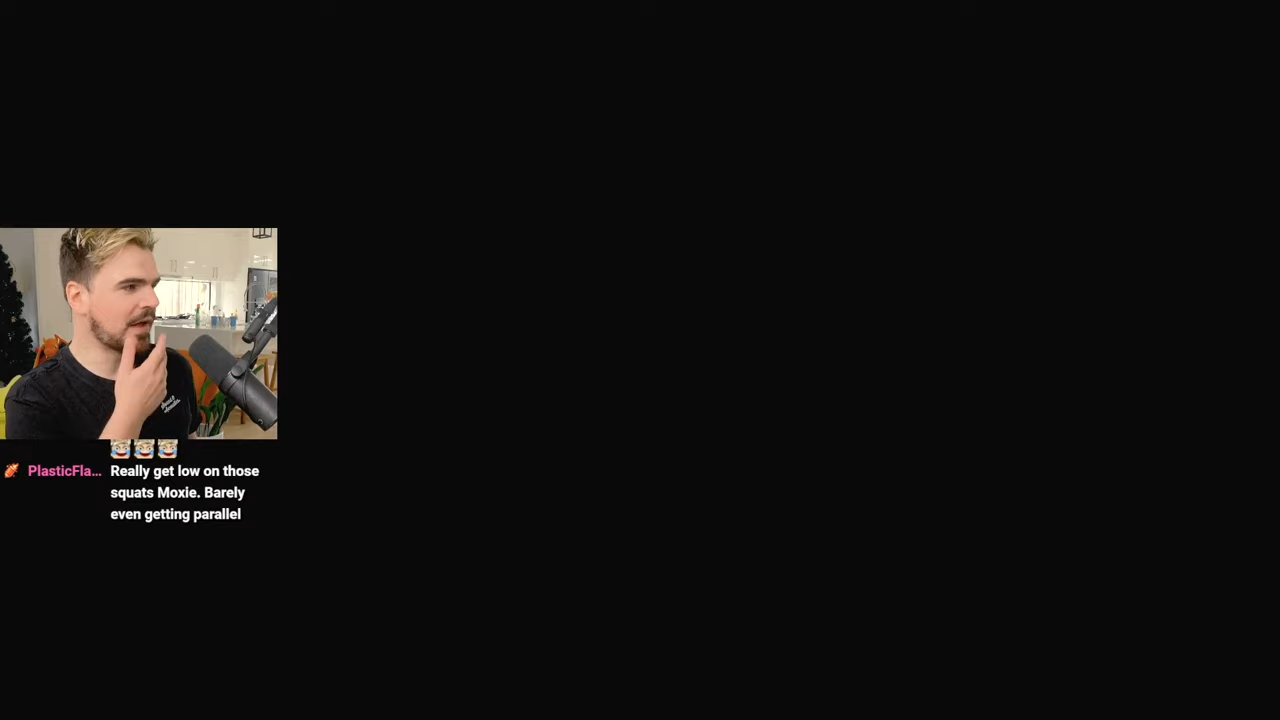 PlasticFla... Really get low on those
squats Moxie. Barely
even getting parallel